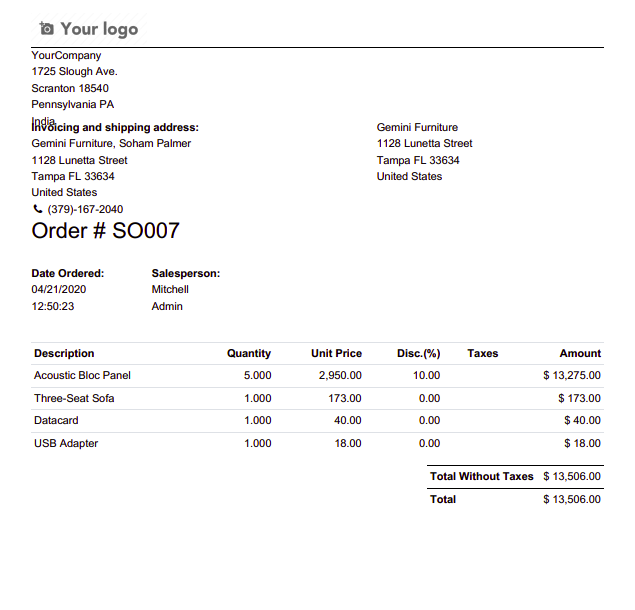 Your logo
YourCompany
1725 Slough Ave.
Scranton 18540
Pennsylvania PA
India
Invoicing and shipping address:
Gemini Furniture, Soham Palmer
1128 Lunetta Street
Tampa FL 33634
United States
(379)-167-2040
Gemini Furniture
1128 Lunetta Street
Tampa FL 33634
United States
Order # SO007
Date Ordered: Salesperson:
04/21/2020 Mitchell
12:50:23 Admin
Description Quantity Unit Price Disc.(%) Taxes Amount
Acoustic Bloc Panel 5.000 2,950.00 10.00 $ 13,275.00
Three-Seat Sofa 1.000 173.00 0.00 $ 173.00
Datacard 1.000 40.00 0.00 $ 40.00
USB Adapter 1.000 18.00 0.00 $ 18.00
Total Without Taxes $ 13,506.00
Total $ 13,506.00